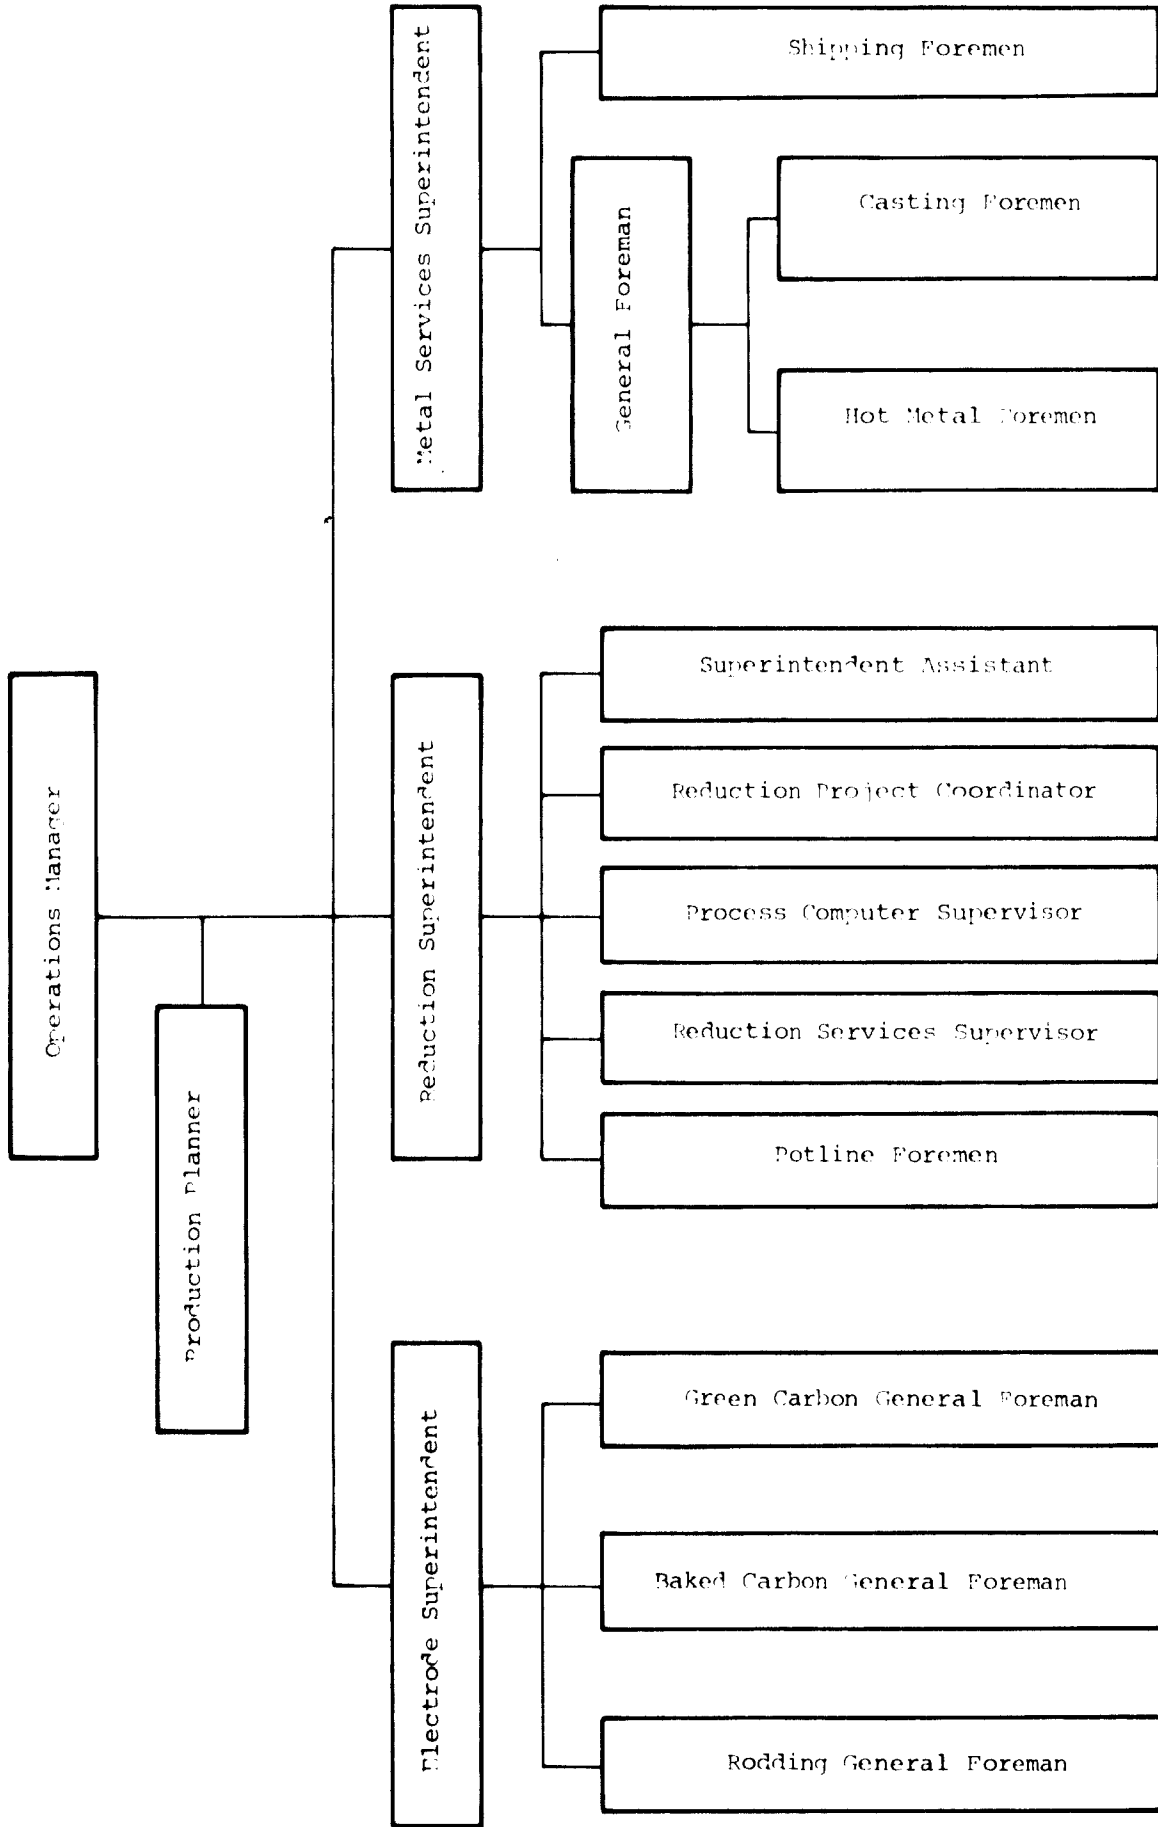 Operations Manager
Production Planner
Electrode Superintendent
Reduction Superintendent
Metal Services Superintendent
Rodding General Foreman
Baked Carbon General Foreman
Green Carbon General Foreman
Potline Foremen
Reduction Services Supervisor
Process Computer Supervisor
Reduction Project Coordinator
Superintendent Assistant
General Foreman
Shipping Foremen
Hot Metal Foremen
Casting Foremen